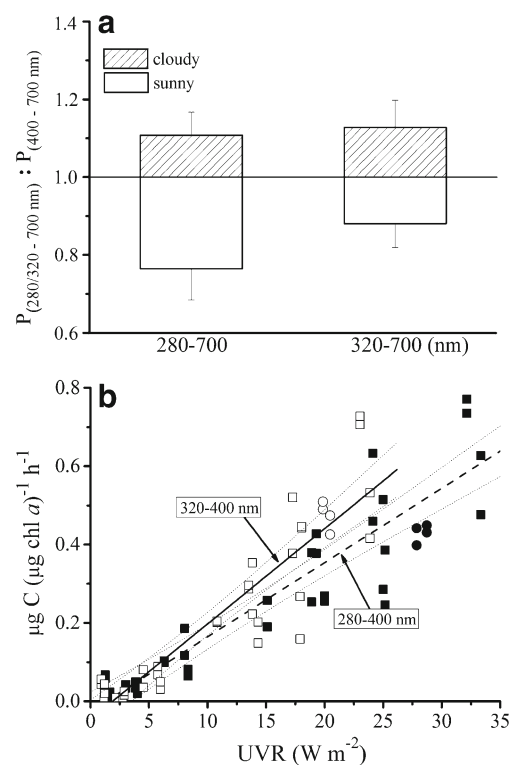 a
1.4
1.2
1.0
0.8
0.6
cloudy
sunny
P(280/320 - 700 nm) : P(400 - 700 nm)
280-700
320-700 (nm)
b
0.8
0.6
0.4
0.2
0.0
320-400 nm
280-400 nm
µg C (µg chl a)-1 h-1
0 5 10 15 20 25 30 35
UVR (W m-2)